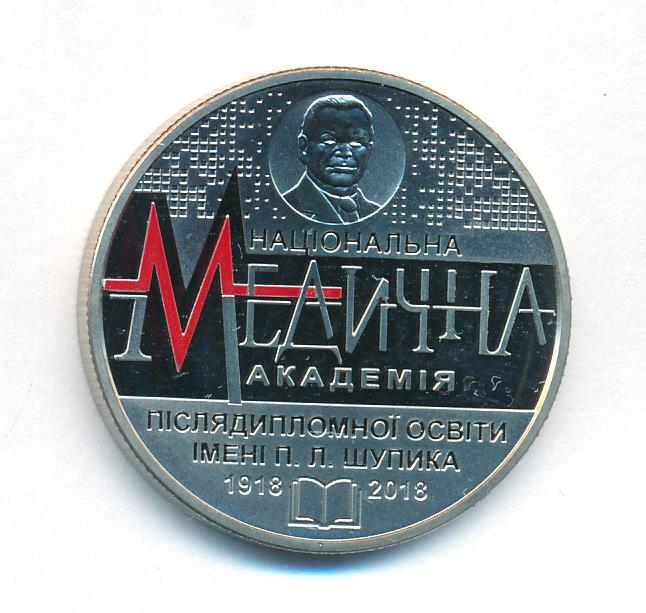 НАЦІОНАЛЬНА
МЕДИЧНА
АКАДЕМІЯ
ПІСЛЯДИПЛОМНОЇ ОСВІТИ
ІМЕНІ П. Л. ШУПИКА
1918 2018